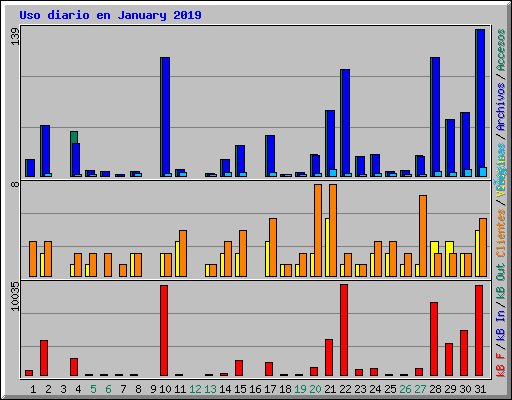 Uso diario en January 2019
139
8
10035
kB F / kB In / kB Out Clientes / Páginas / Archivos / Accesos
1 2 3 4 5 6 7 8 9 10 11 12 13 14 15 16 17 18 19 20 21 22 23 24 25 26 27 28 29 30 31